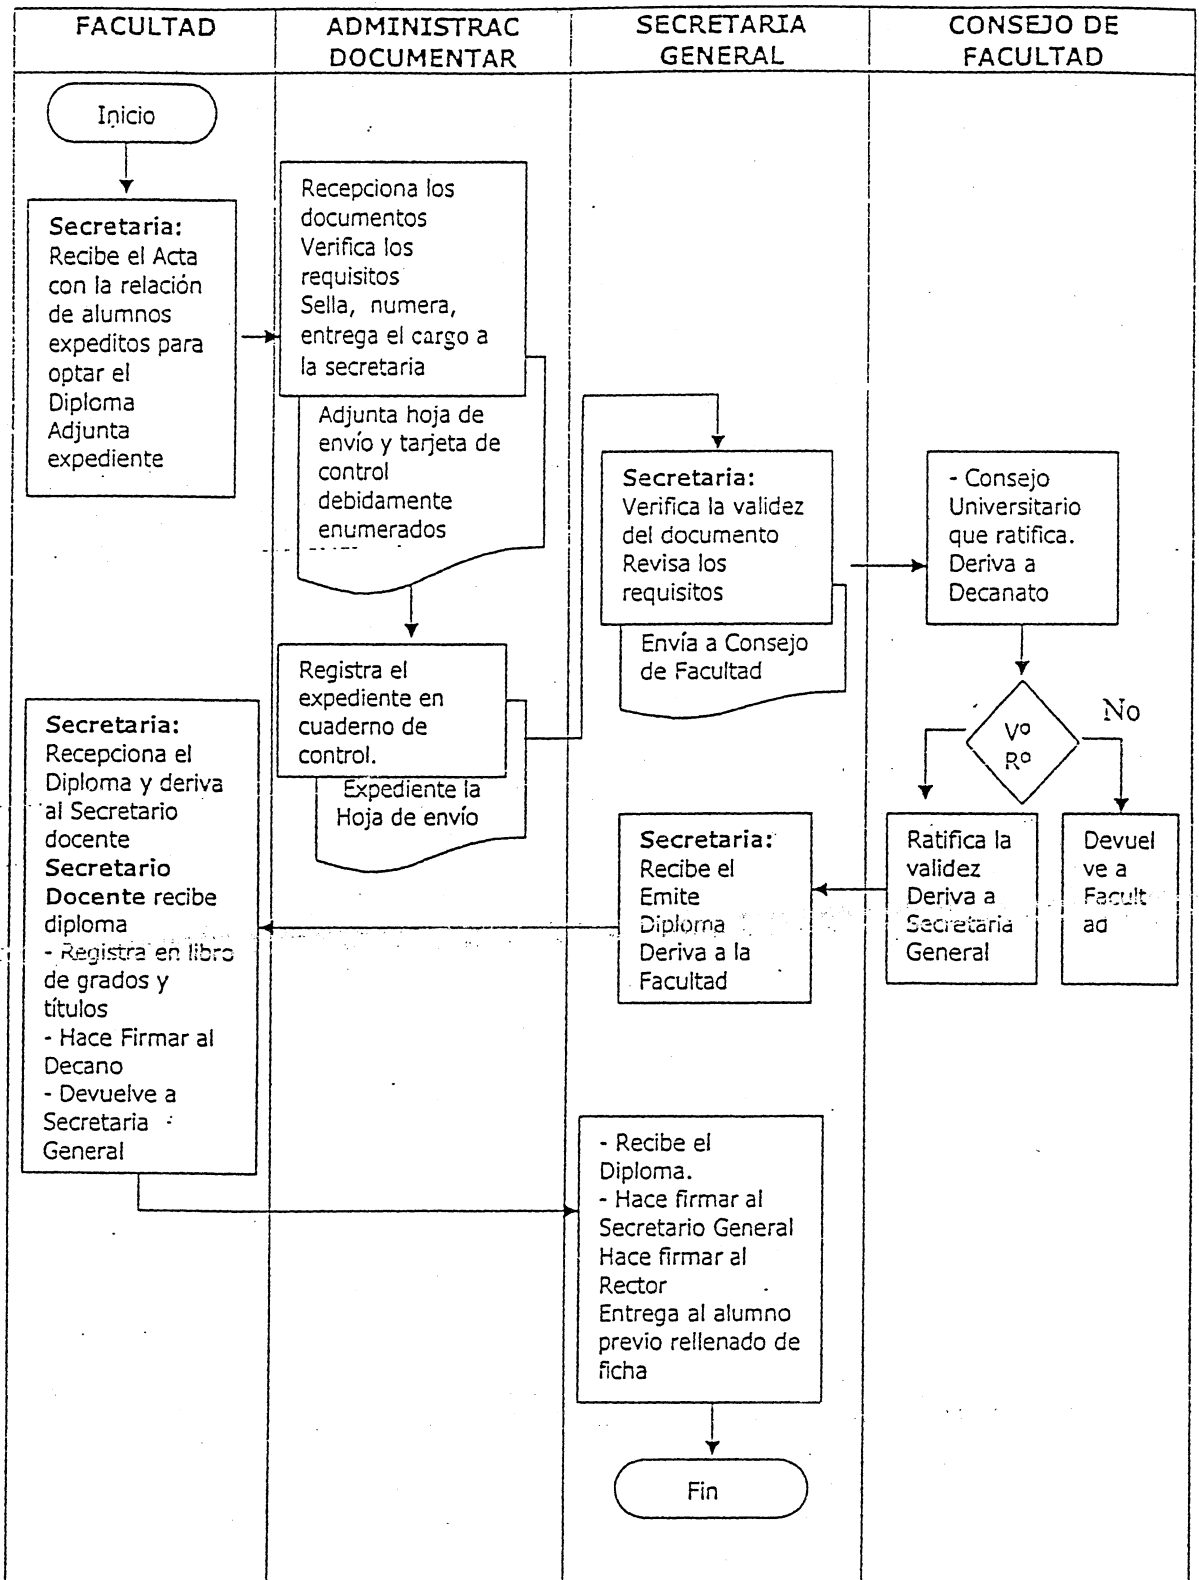 FACULTAD
ADMINISTRAC
DOCUMENTAR
SECRETARIA
GENERAL
CONSEJO DE
FACULTAD
Inicio
Secretaria:
Recibe el Acta
con la relación
de alumnos
expeditos para
optar el
Diploma
Adjunta
expediente
Recepciona los
documentos
Verifica los
requisitos
Sella, numera,
entrega el cargo a
la secretaria
Adjunta hoja de
envío y tarjeta de
control
debidamente
enumerados
Registra el
expediente en
cuaderno de
control.
Expediente la
Hoja de envío
Secretaria:
Verifica la validez
del documento
Revisa los
requisitos
Envía a Consejo
de Facultad
- Consejo
Universitario
que ratifica.
Deriva a
Decanato
Vº
Rº
No
Ratifica la
validez
Deriva a
Secretaria
General
Devuel
ve a
Facult
ad
Secretaria:
Recibe el
Emite
Diploma
Deriva a la
Facultad
Secretaria:
Recepciona el
Diploma y deriva
al Secretario
docente
Secretario
Docente recibe
diploma
- Registra en libro
de grados y
títulos
- Hace Firmar al
Decano
- Devuelve a
Secretaria
General
- Recibe el
Diploma.
- Hace firmar al
Secretario General
Hace firmar al
Rector
Entrega al alumno
previo rellenado de
ficha
Fin